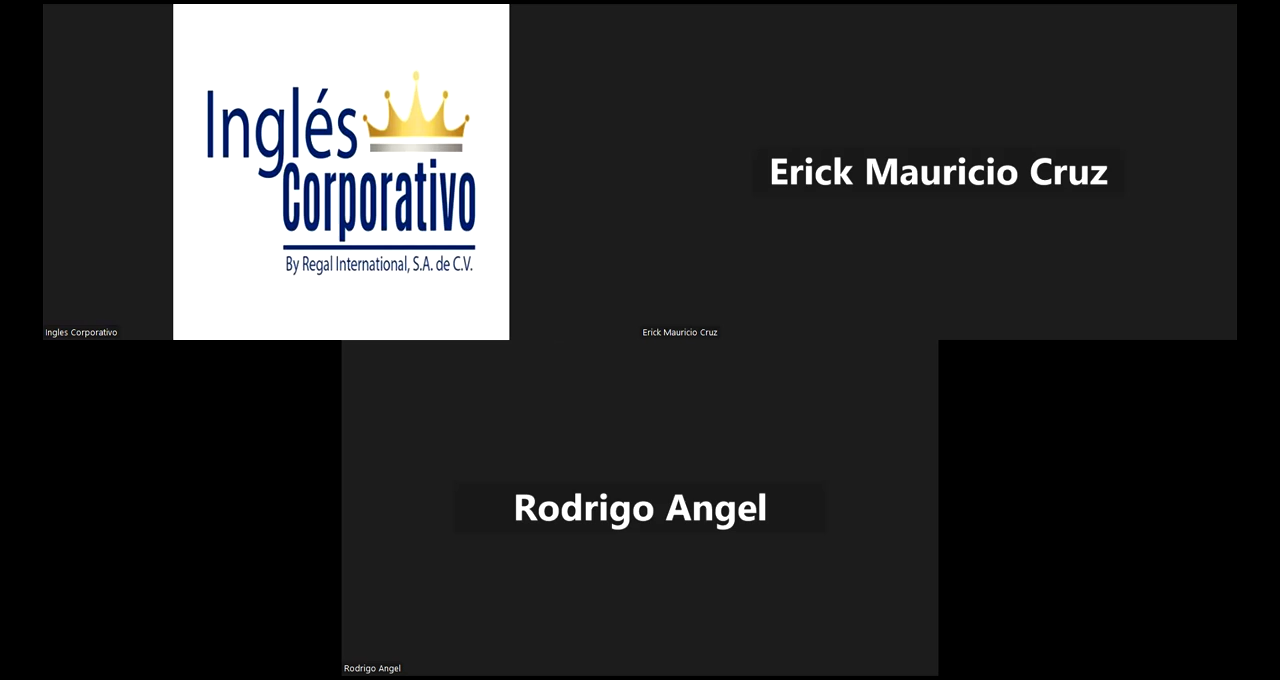 Inglés
Corporativo
By Regal International, S.A. de C.V.
Ingles Corporativo
Erick Mauricio Cruz
Erick Mauricio Cruz
Rodrigo Angel
Rodrigo Angel